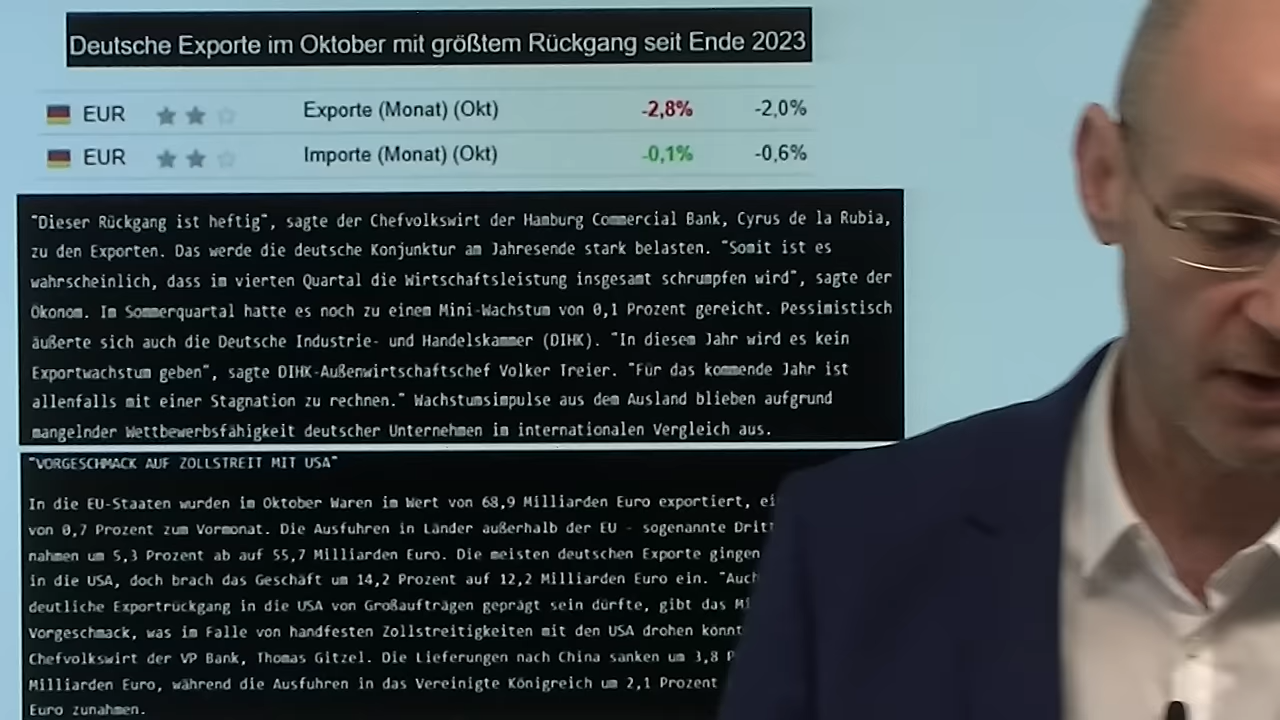 Deutsche Exporte im Oktober mit größtem Rückgang seit Ende 2023
EUR Exporte (Monat) (Okt) -2,8% -2,0%
EUR Importe (Monat) (Okt) -0,1% -0,6%
"Dieser Rückgang ist heftig", sagte der Chefvolkswirt der Hamburg Commercial Bank, Cyrus de la Rubia,
zu den Exporten. Das werde die deutsche Konjunktur am Jahresende stark belasten. "Somit ist es
wahrscheinlich, dass im vierten Quartal die Wirtschaftsleistung insgesamt schrumpfen wird", sagte der
Ökonom. Im Sommerquartal hatte es noch zu einem Mini-Wachstum von 0,1 Prozent gereicht. Pessimistisch
äußerte sich auch die Deutsche Industrie- und Handelskammer (DIHK). "In diesem Jahr wird es kein
Exportwachstum geben", sagte DIHK-Außenwirtschaftschef Volker Treier. "Für das kommende Jahr ist
allenfalls mit einer Stagnation zu rechnen." Wachstumsimpulse aus dem Ausland blieben aufgrund
mangelnder Wettbewerbsfähigkeit deutscher Unternehmen im internationalen Vergleich aus.
"VORGESCHMACK AUF ZOLLSTREIT MIT USA"
In die EU-Staaten wurden im Oktober Waren im Wert von 68,9 Milliarden Euro exportiert,
von 0,7 Prozent zum Vormonat. Die Ausfuhren in Länder außerhalb der EU - sogenannte
nahmen um 5,3 Prozent ab auf 55,7 Milliarden Euro. Die meisten deutschen Exporte gingen
in die USA, doch brach das Geschäft um 14,2 Prozent auf 12,2 Milliarden Euro ein. "Auch
deutliche Exportrückgang in die USA von Großaufträgen geprägt sein dürfte, gibt das
Vorgeschmack, was im Falle von handfesten Zollstreitigkeiten mit den USA drohen
Chefvolkswirt der VP Bank, Thomas Gitzel. Die Lieferungen nach China sanken um 3,8
Milliarden Euro, während die Ausfuhren in das Vereinigte Königreich um 2,1 Prozent
Euro zunahmen.